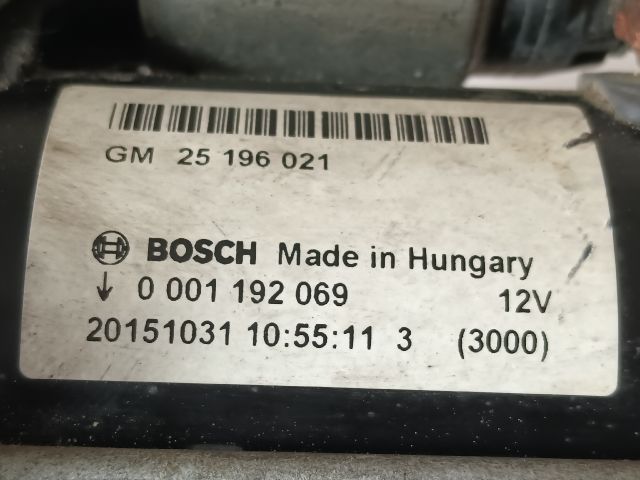 GM 25 196 021
BOSCH Made in Hungary
↓ 0 001 192 069 12V
20151031 10:55:11 3 (3000)